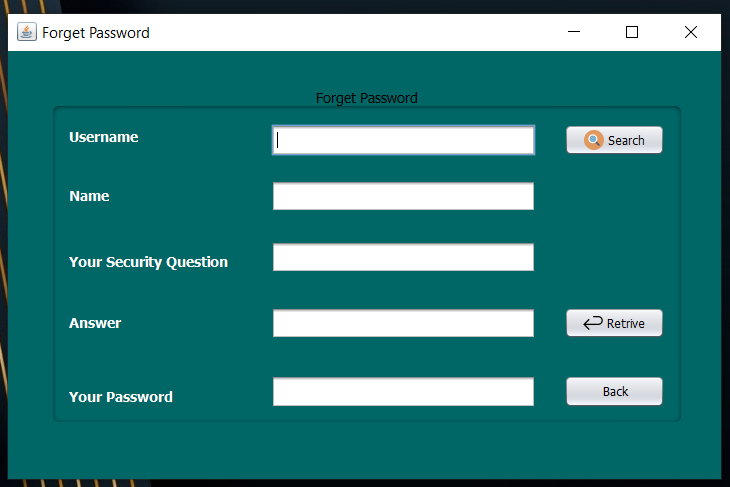 Forget Password
Forget Password
Username
Search
Name
Your Security Question
Answer
Retrive
Your Password
Back